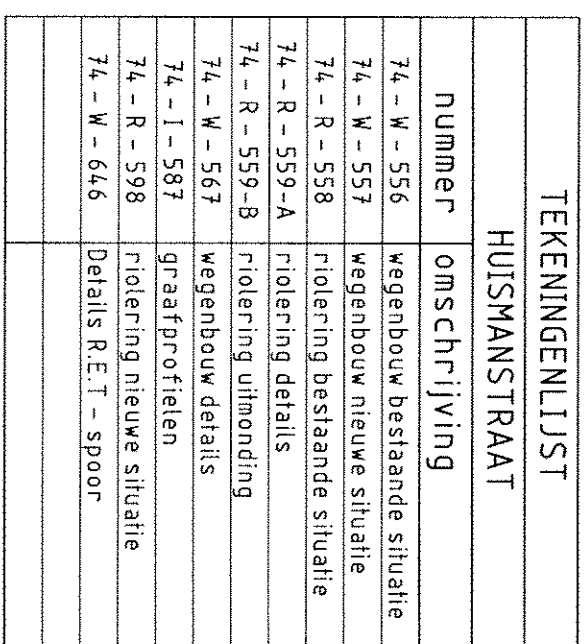 TEKENINGENLIJST
HUISMANSTRAAT
nummer omschrijving
74 - W - 556 wegenbouw bestaande situatie
74 - W - 557 wegenbouw nieuwe situatie
74 - R - 558 riolering bestaande situatie
74 - R - 559-A riolering details
74 - R - 559-B riolering uitmonding
74 - W - 567 wegenbouw details
74 - I - 587 graafprofielen
74 - R - 598 riolering nieuwe situatie
74 - W - 646 Details R.E.T - spoor